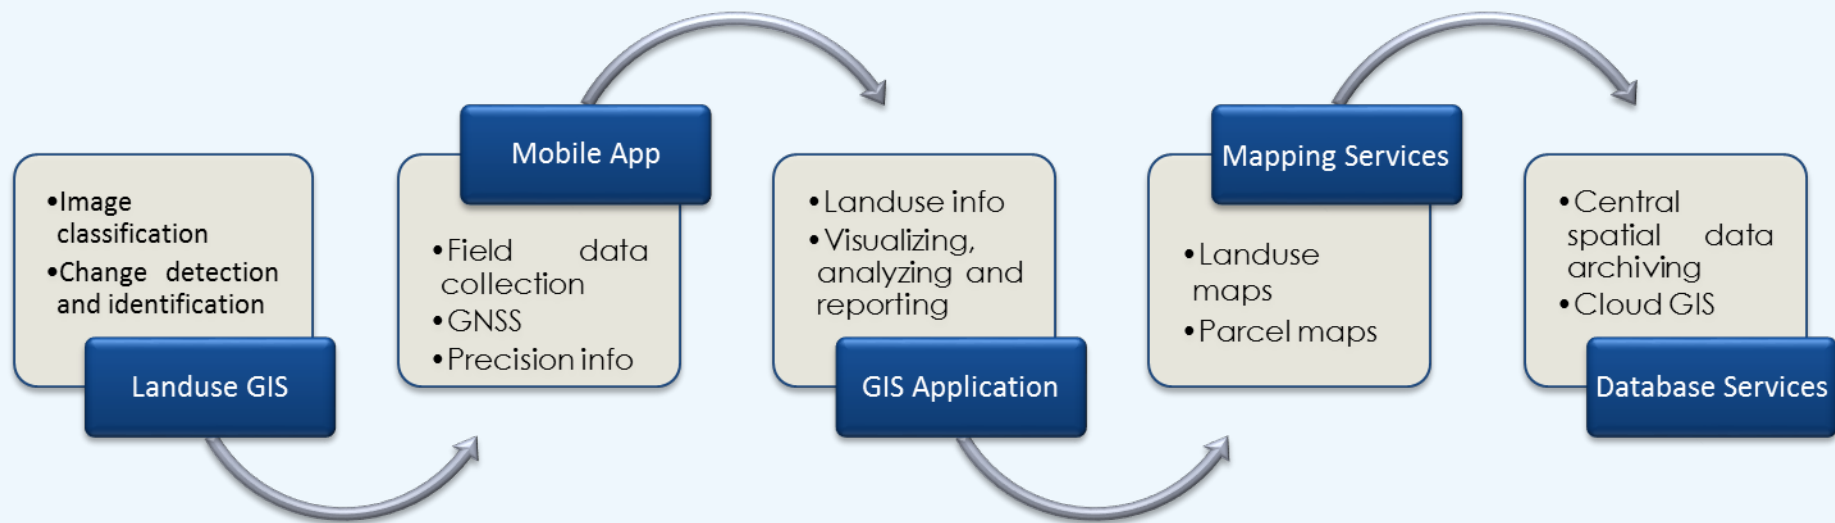 •Image
classification
•Change detection
and identification
Landuse GIS
Mobile App
•Field data
collection
•GNSS
•Precision info
•Landuse info
•Visualizing,
analyzing and
reporting
GIS Application
Mapping Services
•Landuse
maps
•Parcel maps
•Central
spatial data
archiving
•Cloud GIS
Database Services